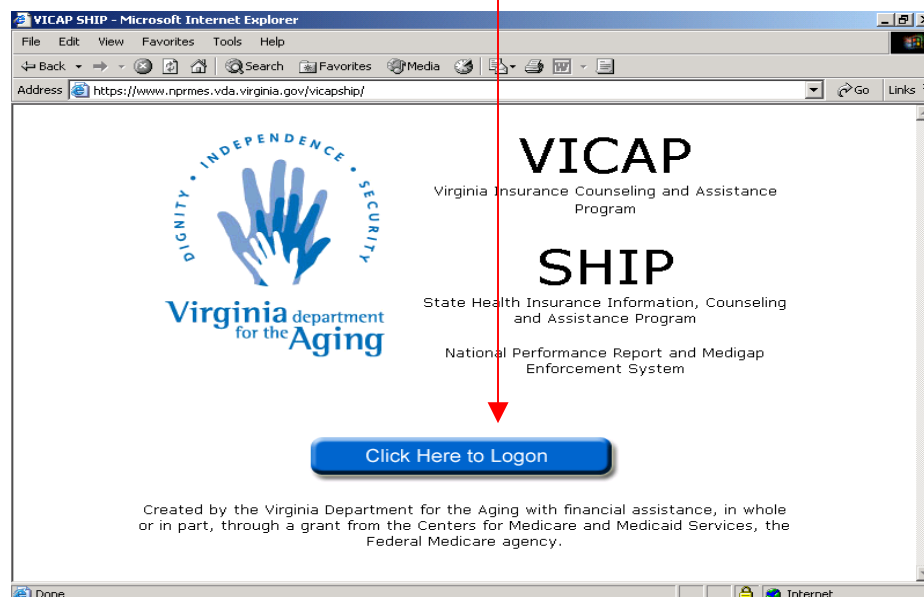 VICAP SHIP - Microsoft Internet Explorer
File Edit View Favorites Tools Help
Back Search Favorites Media
Address https://www.nprmes.vda.virginia.gov/vicapship/ Go Links
DIGNITY • INDEPENDENCE • SECURITY
Virginia department
for the Aging
VICAP
Virginia Insurance Counseling and Assistance
Program
SHIP
State Health Insurance Information, Counseling
and Assistance Program
National Performance Report and Medigap
Enforcement System
Click Here to Logon
Created by the Virginia Department for the Aging with financial assistance, in whole
or in part, through a grant from the Centers for Medicare and Medicaid Services, the
Federal Medicare agency.
Done Internet